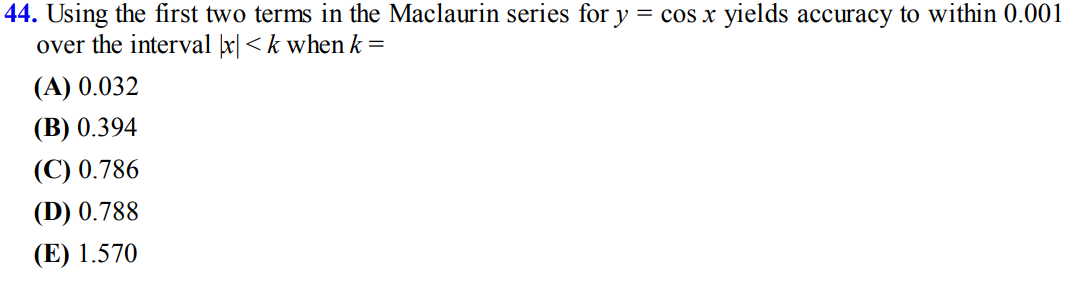 44. Using the first two terms in the Maclaurin series for y = cos x yields accuracy to within 0.001
over the interval |x| < k when k =
(A) 0.032
(B) 0.394
(C) 0.786
(D) 0.788
(E) 1.570